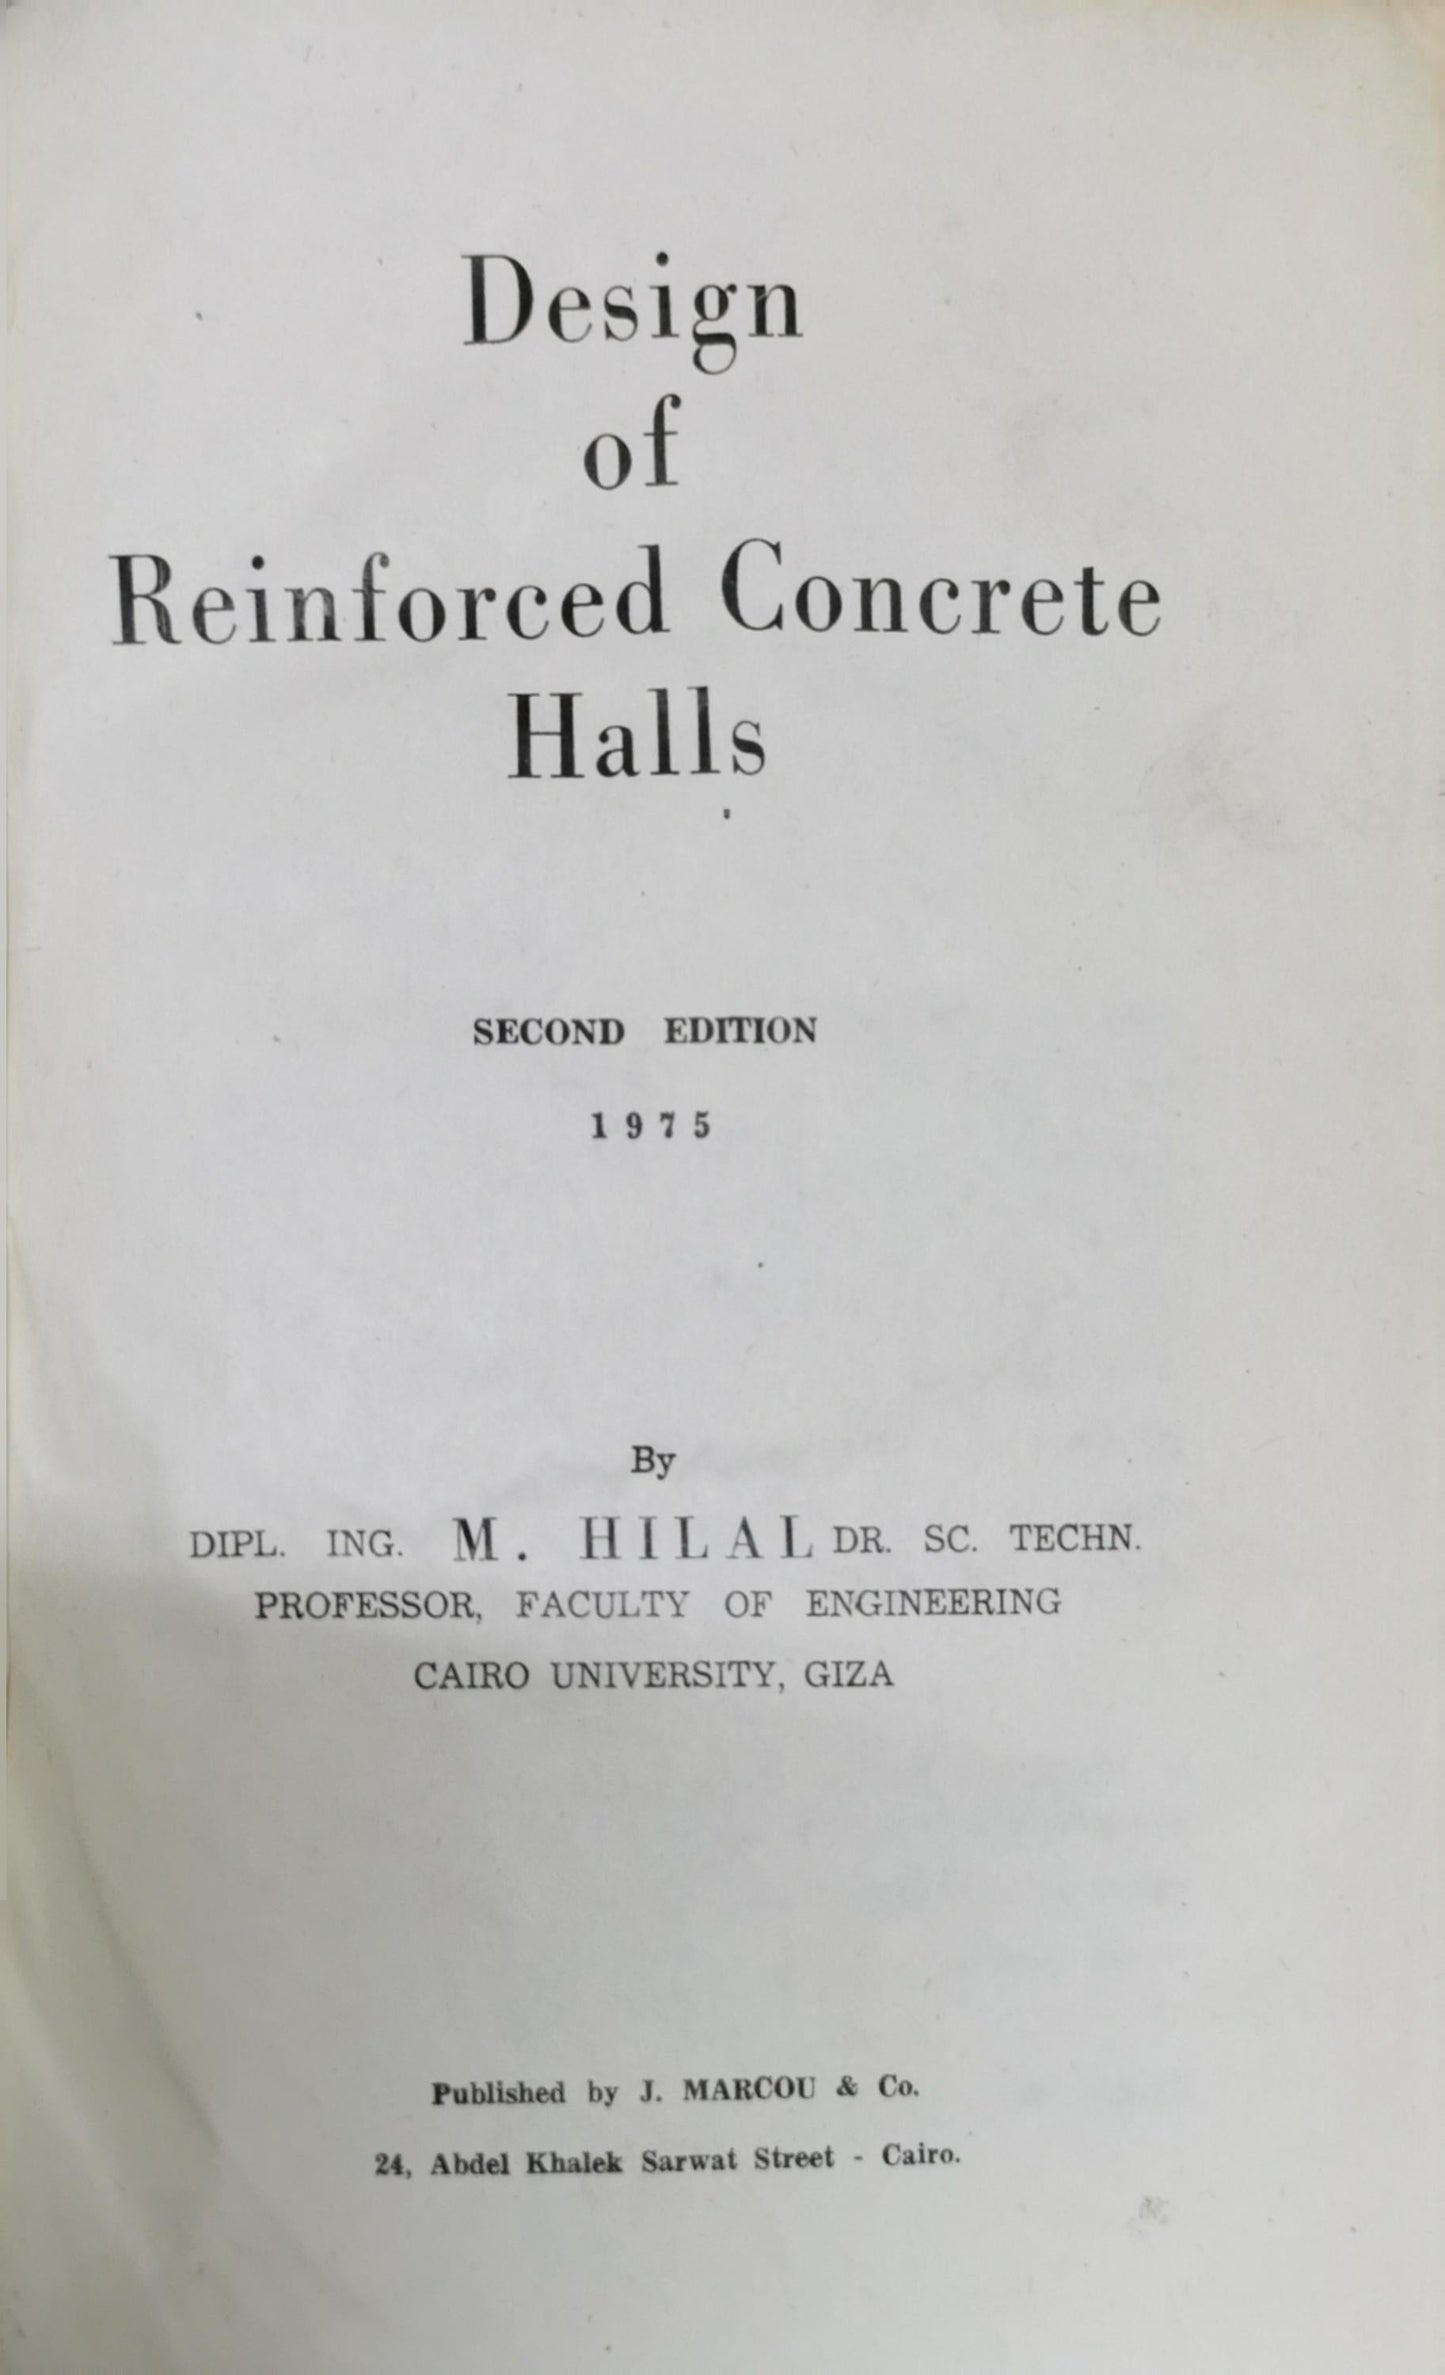 Design
of
Reinforced Concrete
Halls
SECOND EDITION
1975
By
DIPL. ING. M. HILAL DR. SC. TECHN.
PROFESSOR, FACULTY OF ENGINEERING
CAIRO UNIVERSITY, GIZA
Published by J. MARCOU & Co.
24, Abdel Khalek Sarwat Street - Cairo.